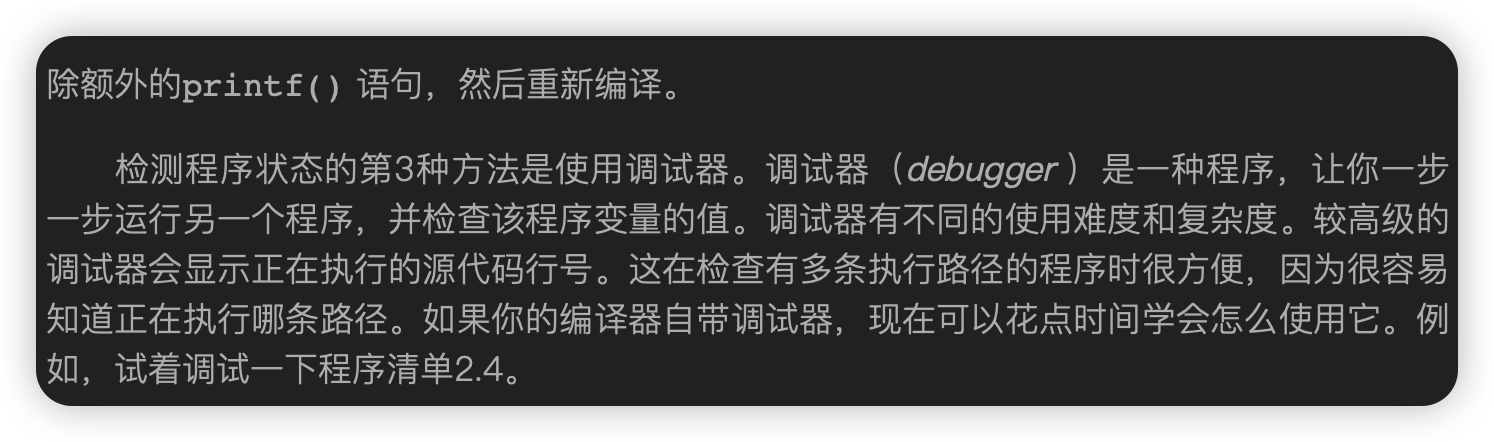 除额外的printf() 语句，然后重新编译。
检测程序状态的第3种方法是使用调试器。调试器（debugger ）是一种程序，让你一步
一步运行另一个程序，并检查该程序变量的值。调试器有不同的使用难度和复杂度。较高级的
调试器会显示正在执行的源代码行号。这在检查有多条执行路径的程序时很方便，因为很容易
知道正在执行哪条路径。如果你的编译器自带调试器，现在可以花点时间学会怎么使用它。例
如，试着调试一下程序清单2.4。